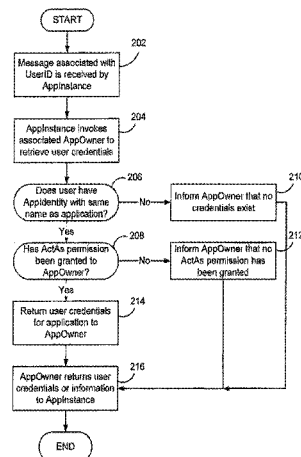 START
202
Message associated with
UserID is received by
AppInstance
204
AppInstance invokes
associated AppOwner to
retrieve user credentials
206
Does user have
AppIdentity with same
name as application?
No
210
Inform AppOwner that no
credentials exist
Yes
208
Has ActAs permission
been granted to
AppOwner?
No
212
Inform AppOwner that no
ActAs permission has
been granted
Yes
214
Return user credentials
for application to
AppOwner
216
AppOwner returns user
credentials or information
to AppInstance
END